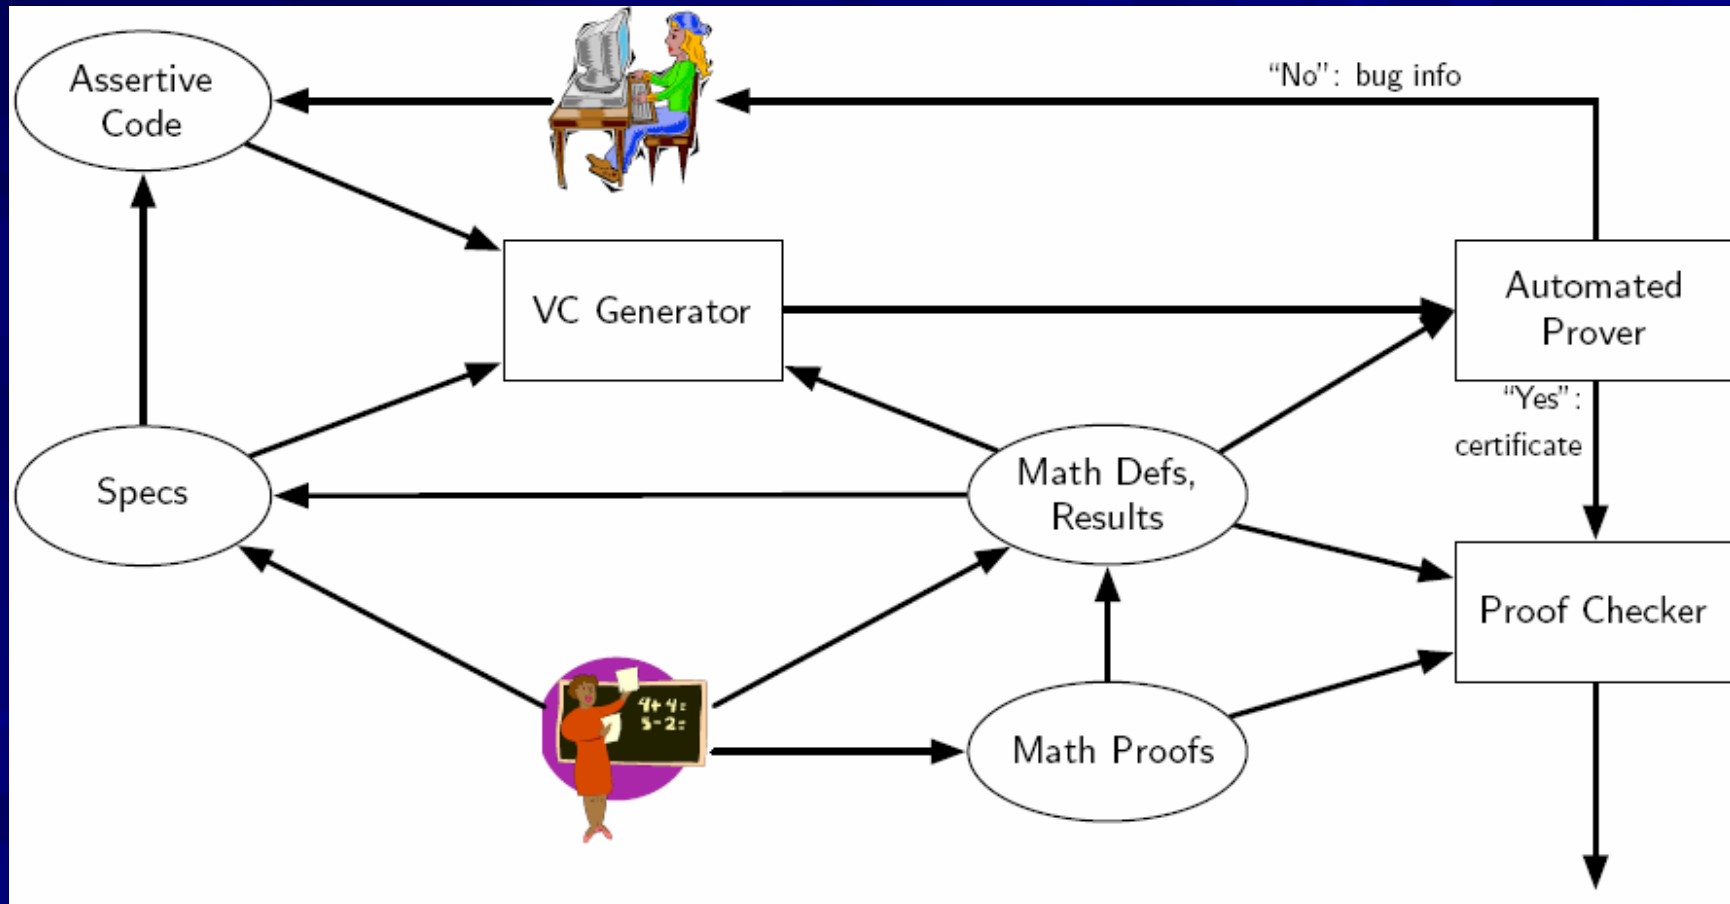 Assertive
Code
“No”: bug info
VC Generator
Automated
Prover
“Yes”:
certificate
Specs
Math Defs,
Results
Proof Checker
4+4=
5-2=
Math Proofs